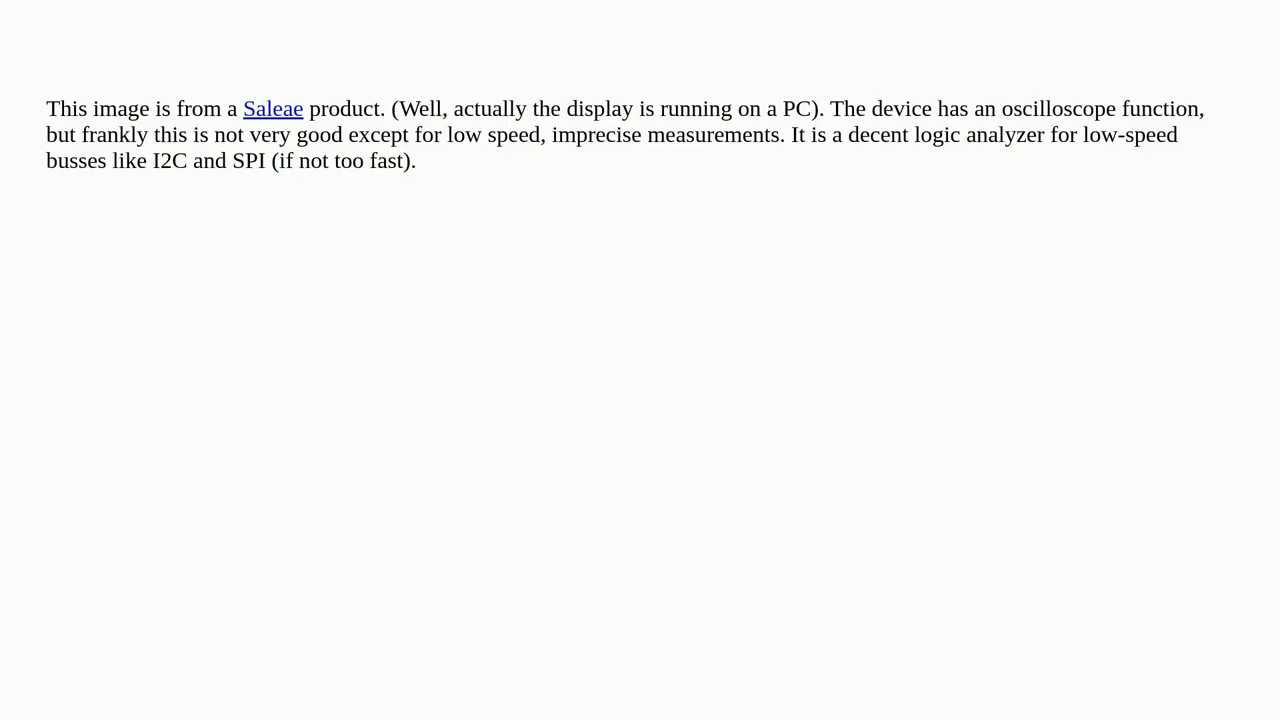 This image is from a Saleae product. (Well, actually the display is running on a PC). The device has an oscilloscope function,
but frankly this is not very good except for low speed, imprecise measurements. It is a decent logic analyzer for low-speed
busses like I2C and SPI (if not too fast).